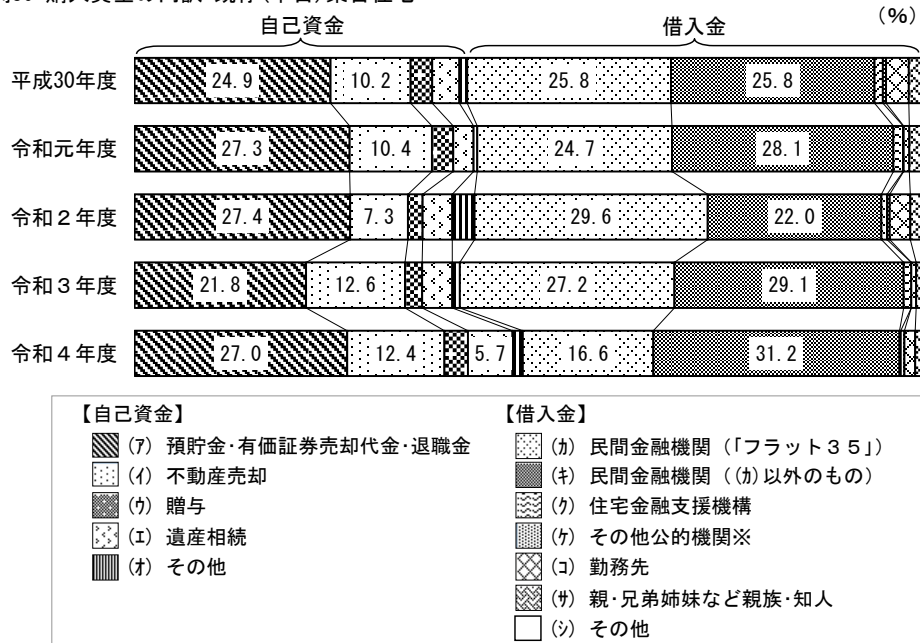 (%)
自己資金 借入金
平成30年度 24.9 10.2 25.8 25.8
令和元年度 27.3 10.4 24.7 28.1
令和２年度 27.4 7.3 29.6 22.0
令和３年度 21.8 12.6 27.2 29.1
令和４年度 27.0 12.4 5.7 16.6 31.2
【自己資金】
(ｱ) 預貯金･有価証券売却代金･退職金
(ｲ) 不動産売却
(ｳ) 贈与
(ｴ) 遺産相続
(ｵ) その他
【借入金】
(ｶ) 民間金融機関（「フラット３５」）
(ｷ) 民間金融機関（(ｶ)以外のもの）
(ｸ) 住宅金融支援機構
(ｹ) その他公的機関※
(ｺ) 勤務先
(ｻ) 親･兄弟姉妹など親族･知人
(ｼ) その他